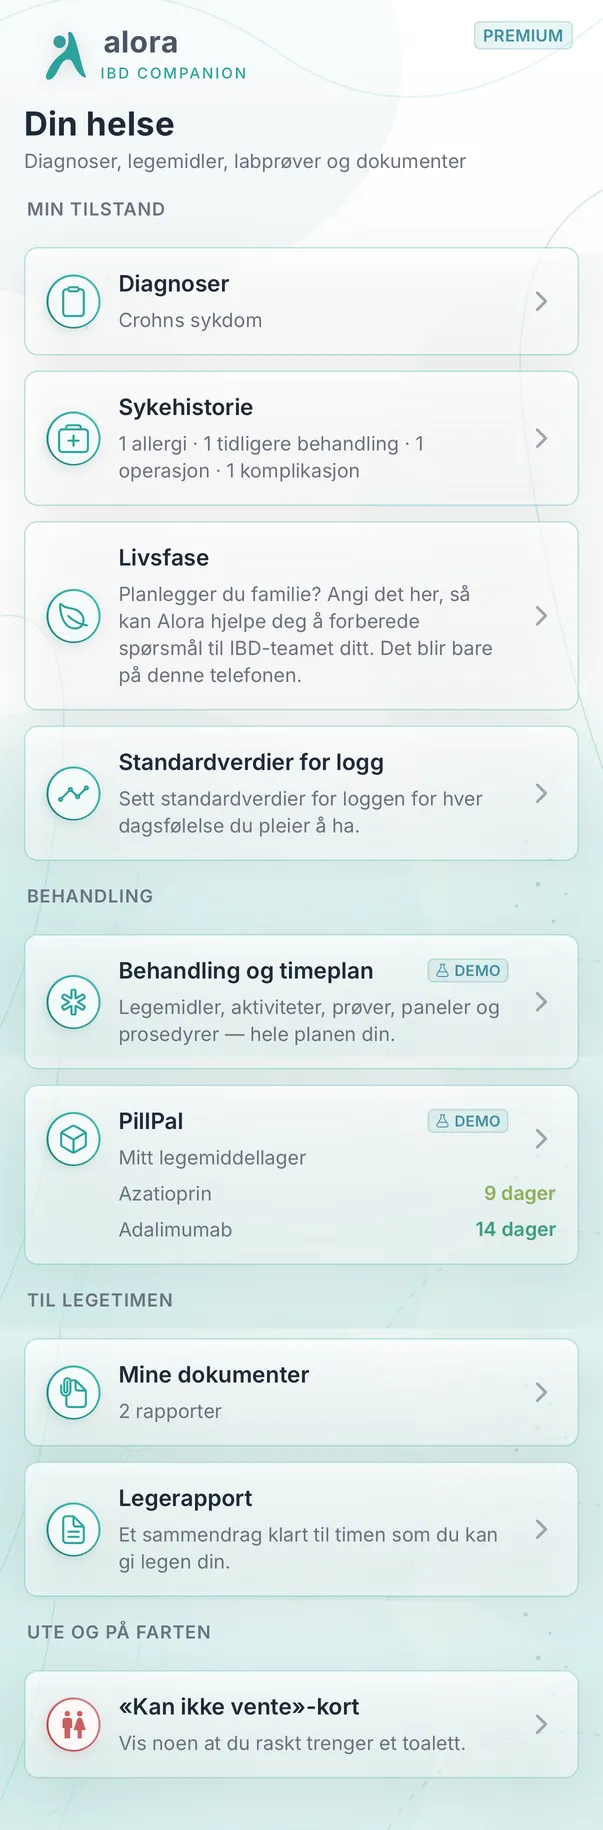 alora
IBD COMPANION
PREMIUM
Din helse
Diagnoser, legemidler, labprøver og dokumenter
MIN TILSTAND
Diagnoser
Crohns sykdom
Sykehistorie
1 allergi · 1 tidligere behandling · 1
operasjon · 1 komplikasjon
Livsfase
Planlegger du familie? Angi det her, så
kan Alora hjelpe deg å forberede
spørsmål til IBD-teamet ditt. Det blir bare
på denne telefonen.
Standardverdier for logg
Sett standardverdier for loggen for hver
dagsfølelse du pleier å ha.
BEHANDLING
Behandling og timeplan DEMO
Legemidler, aktiviteter, prøver, paneler og
prosedyrer — hele planen din.
PillPal DEMO
Mitt legemiddellager
Azatioprin 9 dager
Adalimumab 14 dager
TIL LEGETIMEN
Mine dokumenter
2 rapporter
Legerapport
Et sammendrag klart til timen som du kan
gi legen din.
UTE OG PÅ FARTEN
«Kan ikke vente»-kort
Vis noen at du raskt trenger et toalett.